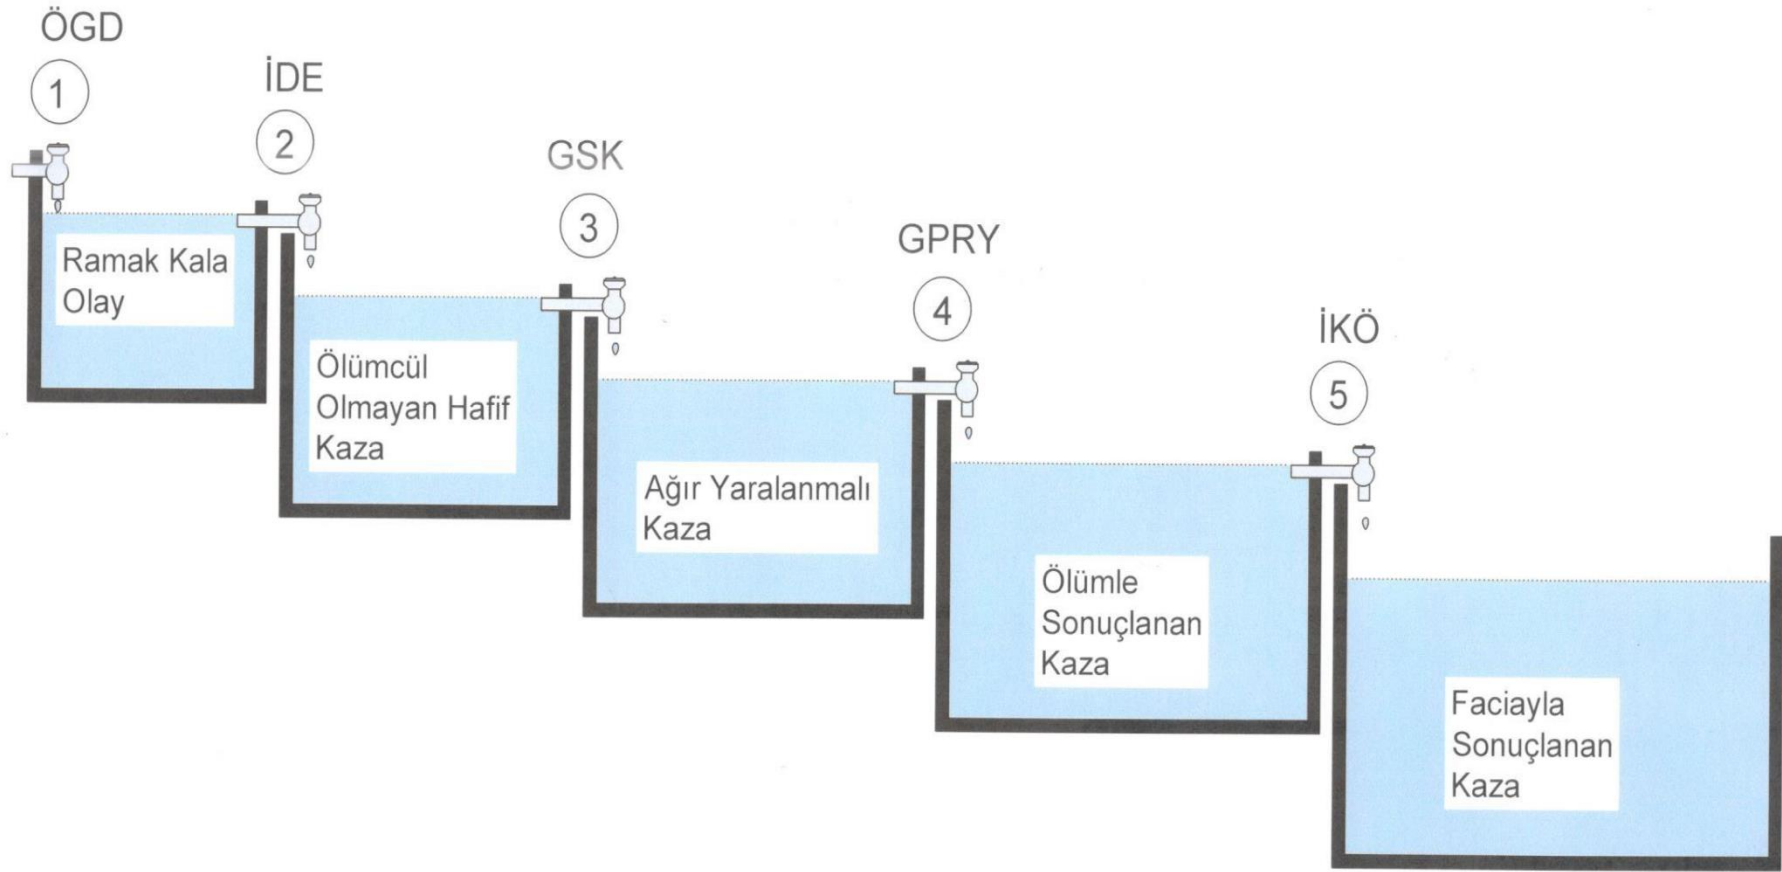 ÖGD
1
İDE
2
GSK
3
GPRY
4
İKÖ
5
Ramak Kala
Olay
Ölümcül
Olmayan Hafif
Kaza
Ağır Yaralanmalı
Kaza
Ölümle
Sonuçlanan
Kaza
Faciayla
Sonuçlanan
Kaza